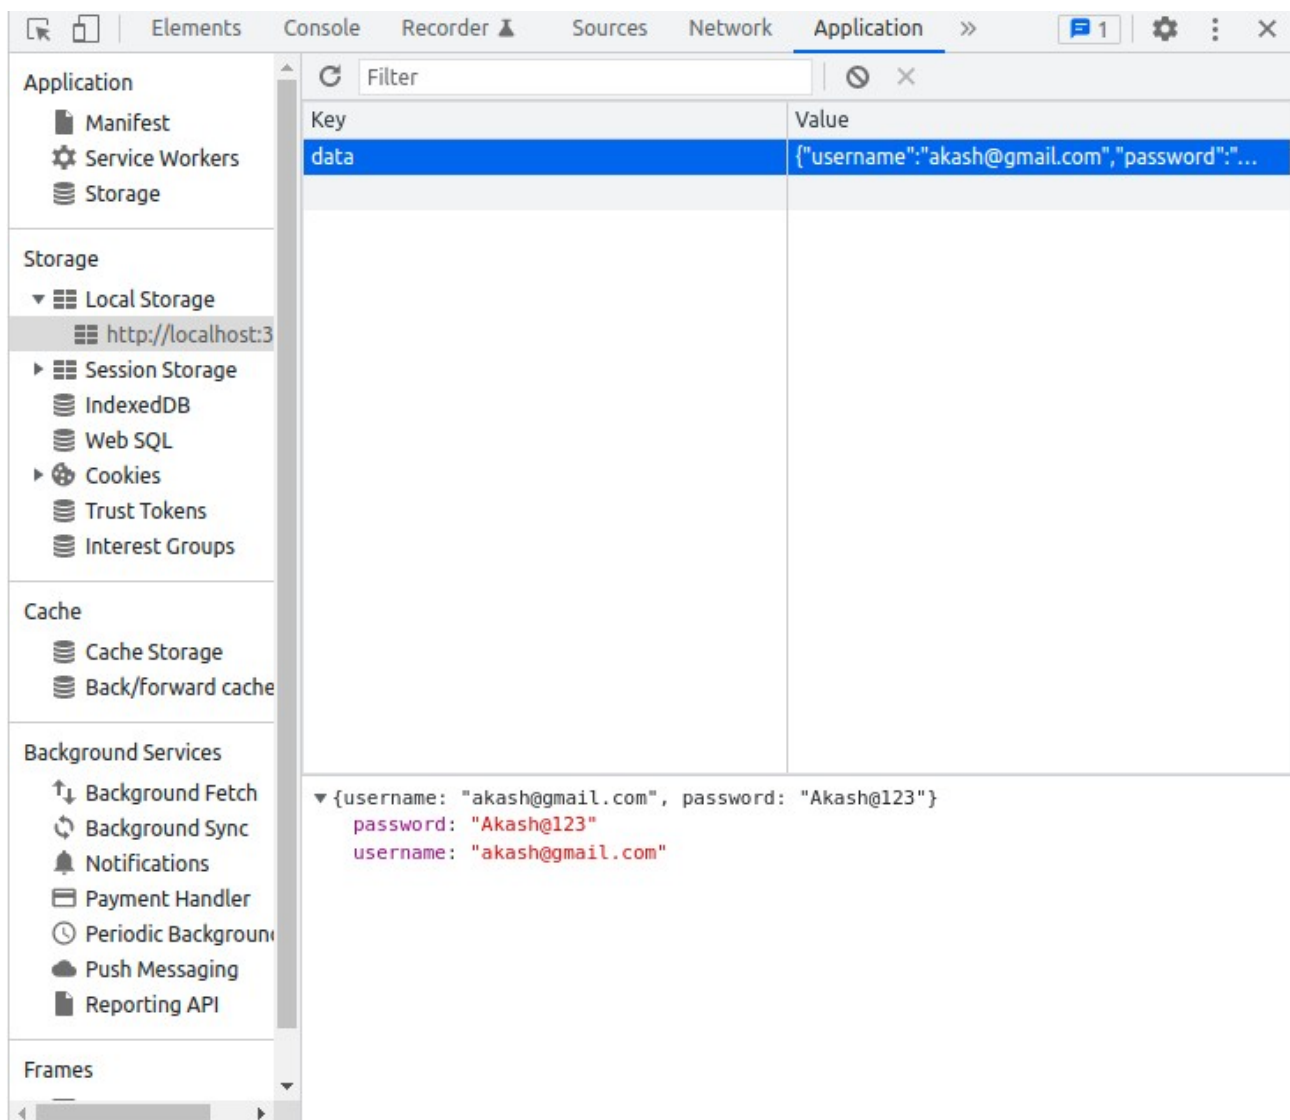 Elements Console Recorder Sources Network Application » 1
Application
Manifest
Service Workers
Storage
Storage
Local Storage
http://localhost:3
Session Storage
IndexedDB
Web SQL
Cookies
Trust Tokens
Interest Groups
Cache
Cache Storage
Back/forward cache
Background Services
Background Fetch
Background Sync
Notifications
Payment Handler
Periodic Backgroun
Push Messaging
Reporting API
Frames
Filter
Key Value
data {"username":"akash@gmail.com","password":"...
{username: "akash@gmail.com", password: "Akash@123"}
password: "Akash@123"
username: "akash@gmail.com"